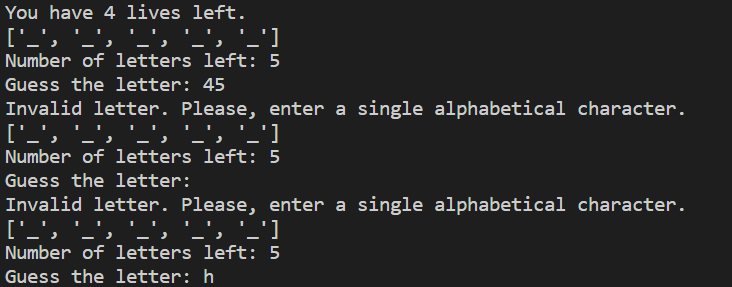 You have 4 lives left.
['_', '_', '_', '_', '_']
Number of letters left: 5
Guess the letter: 45
Invalid letter. Please, enter a single alphabetical character.
['_', '_', '_', '_', '_']
Number of letters left: 5
Guess the letter:
Invalid letter. Please, enter a single alphabetical character.
['_', '_', '_', '_', '_']
Number of letters left: 5
Guess the letter: h